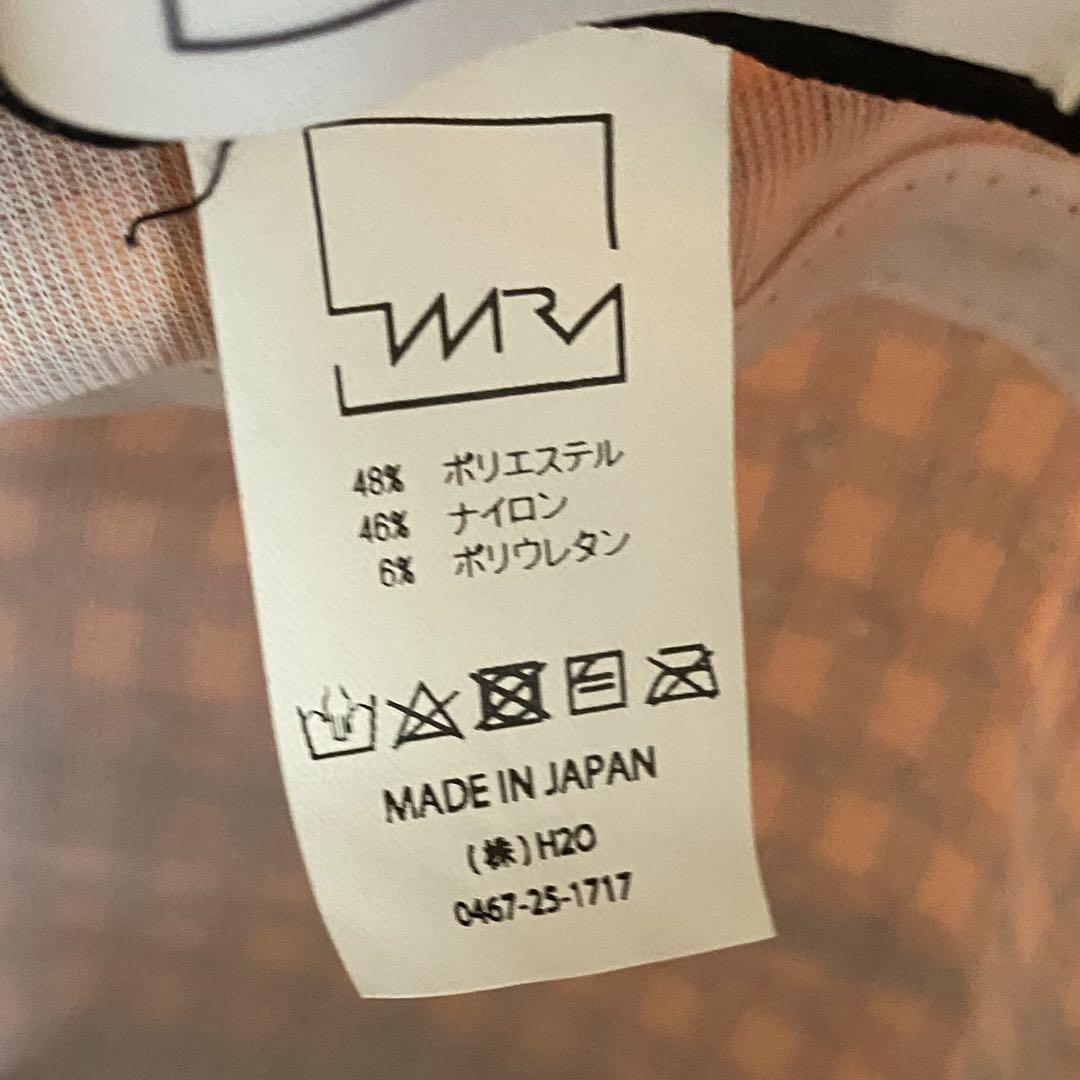 48% ポリエステル
46% ナイロン
6% ポリウレタン
MADE IN JAPAN
(株)H2O
0467-25-1717